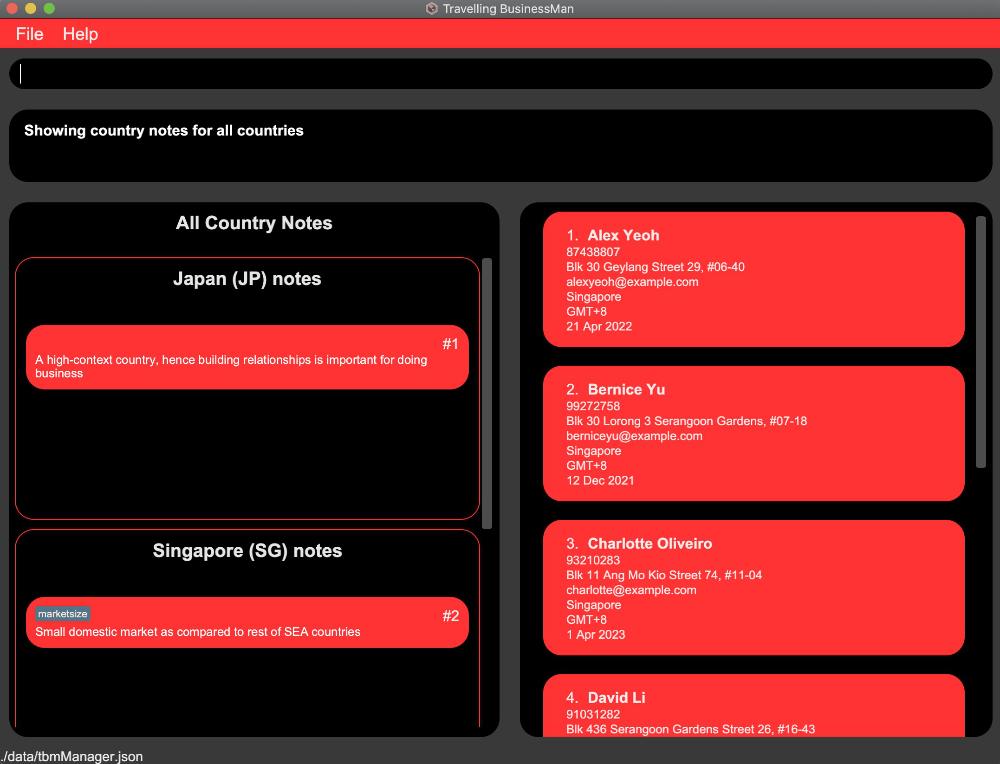 Travelling BusinessMan
File Help
Showing country notes for all countries
All Country Notes
Japan (JP) notes
#1
A high-context country, hence building relationships is important for doing
business
Singapore (SG) notes
marketsize
#2
Small domestic market as compared to rest of SEA countries
1. Alex Yeoh
87438807
Blk 30 Geylang Street 29, #06-40
alexyeoh@example.com
Singapore
GMT+8
21 Apr 2022
2. Bernice Yu
99272758
Blk 30 Lorong 3 Serangoon Gardens, #07-18
berniceyu@example.com
Singapore
GMT+8
12 Dec 2021
3. Charlotte Oliveiro
93210283
Blk 11 Ang Mo Kio Street 74, #11-04
charlotte@example.com
Singapore
GMT+8
1 Apr 2023
4. David Li
91031282
Blk 436 Serangoon Gardens Street 26, #16-43
./data/tbmManager.json